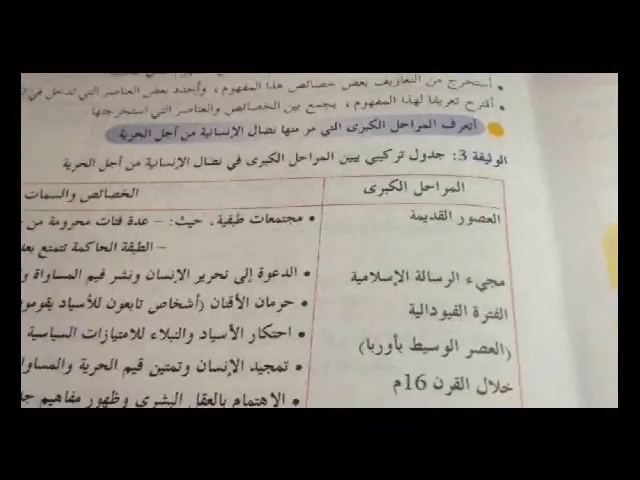 • أستخرج من التعاريف بعض خصائص هذا المفهوم، وأحدد بعض العناصر التي تدخل في
• أقترح تعريفا لهذا المفهوم، يجمع بين الخصائص والعناصر التي استخرجتها.
أتعرف المراحل الكبرى التي مر منها نضال الإنسانية من أجل الحرية
الوثيقة 3: جدول تركيبي يبين المراحل الكبرى في نضال الإنسانية من أجل الحرية
المراحل الكبرى الخصائص والسمات
العصور القديمة • مجتمعات طبقية، حيث: – عدة فئات محرومة من
– الطبقة الحاكمة تتمتع
مجيء الرسالة الإسلامية • الدعوة إلى تحرير الإنسان ونشر قيم المساواة
الفترة الفيودالية • حرمان الأقنان (أشخاص تابعون للأسياد
(العصر الوسيط بأوربا) • احتكار الأسياد والنبلاء للامتيازات السياسية
خلال القرن 16م • تمجيد الإنسان وتمتين قيم الحرية
• الاهتمام بالعقل البشري وظهور مفاهيم